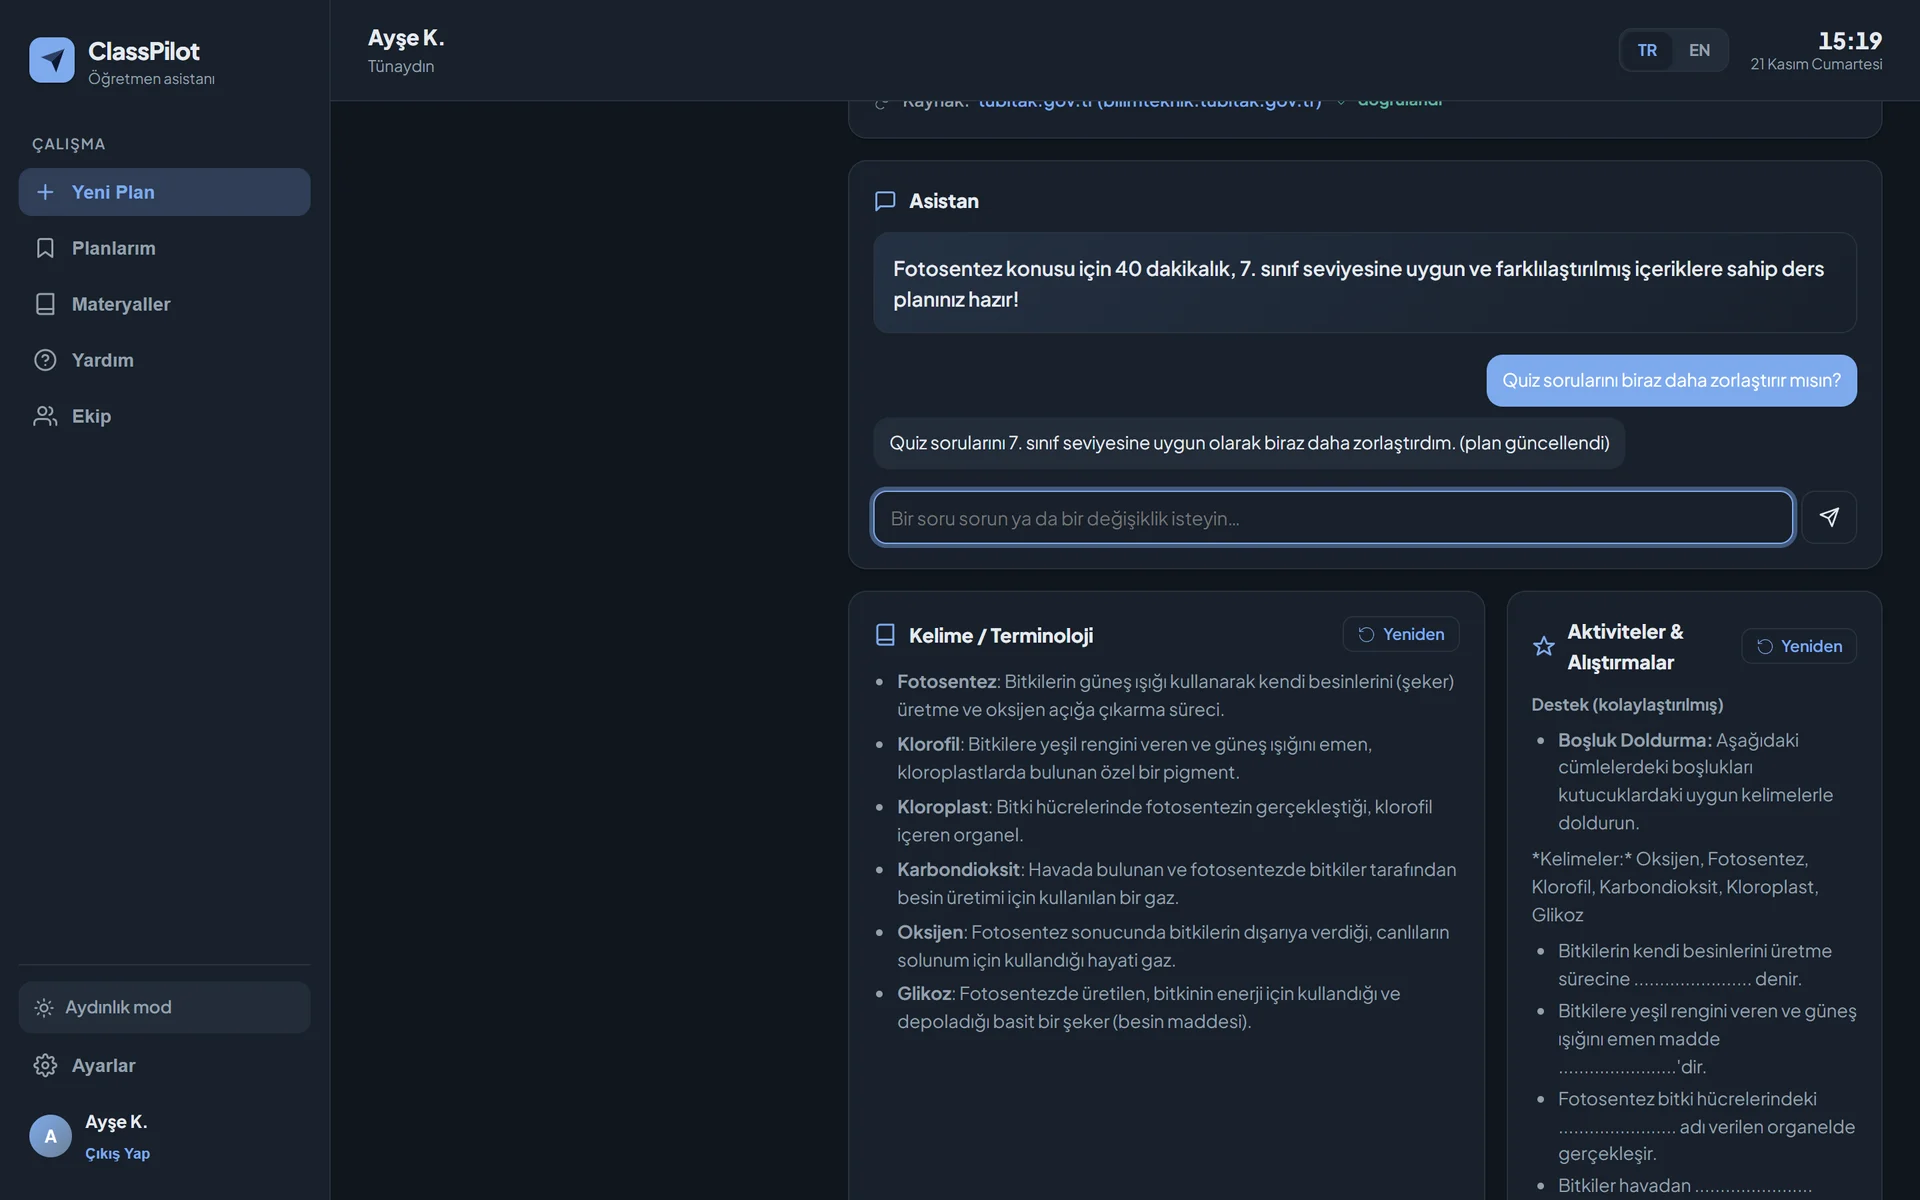 ClassPilot
Öğretmen asistanı
ÇALIŞMA
Yeni Plan
Planlarım
Materyaller
Yardım
Ekip
Aydınlık mod
Ayarlar
A
Ayşe K.
Çıkış Yap
Ayşe K.
Tünaydın
TR
EN
15:19
21 Kasım Cumartesi
Kaynak: tubitak.gov.tr (bilimteknik.tubitak.gov.tr) doğrulandı
Asistan
Fotosentez konusu için 40 dakikalık, 7. sınıf seviyesine uygun ve farklılaştırılmış içeriklere sahip ders
planınız hazır!
Quiz sorularını biraz daha zorlaştırır mısın?
Quiz sorularını 7. sınıf seviyesine uygun olarak biraz daha zorlaştırdım. (plan güncellendi)
Bir soru sorun ya da bir değişiklik isteyin...
Kelime / Terminoloji
Yeniden
Fotosentez: Bitkilerin güneş ışığı kullanarak kendi besinlerini (şeker)
üretme ve oksijen açığa çıkarma süreci.
Klorofil: Bitkilere yeşil rengini veren ve güneş ışığını emen,
kloroplastlarda bulunan özel bir pigment.
Kloroplast: Bitki hücrelerinde fotosentezin gerçekleştiği, klorofil
içeren organel.
Karbondioksit: Havada bulunan ve fotosentezde bitkiler tarafından
besin üretimi için kullanılan bir gaz.
Oksijen: Fotosentez sonucunda bitkilerin dışarıya verdiği, canlıların
solunum için kullandığı hayati gaz.
Glikoz: Fotosentezde üretilen, bitkinin enerji için kullandığı ve
depoladığı basit bir şeker (besin maddesi).
Aktiviteler &
Alıştırmalar
Yeniden
Destek (kolaylaştırılmış)
Boşluk Doldurma: Aşağıdaki
cümlelerdeki boşlukları
kutucuklardaki uygun kelimelerle
doldurun.
*Kelimeler:* Oksijen, Fotosentez,
Klorofil, Karbondioksit, Kloroplast,
Glikoz
Bitkilerin kendi besinlerini üretme
sürecine ....................... denir.
Bitkilere yeşil rengini veren ve güneş
ışığını emen madde
.......................'dir.
Fotosentez bitki hücrelerindeki
....................... adı verilen organelde
gerçekleşir.
Bitkiler havadan .......................